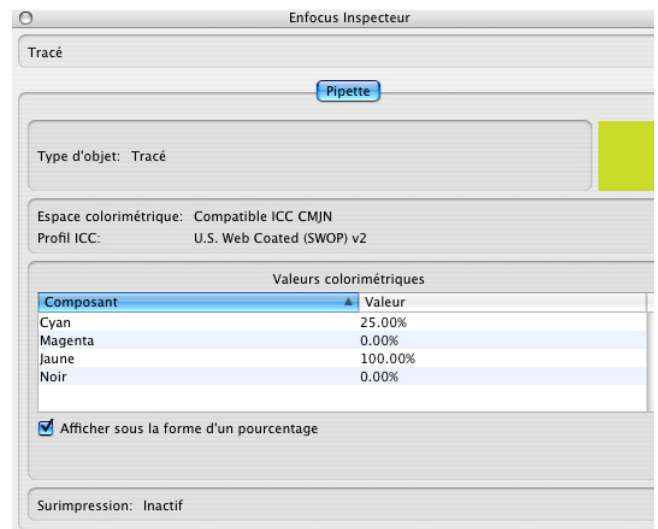 Enfocus Inspecteur
Tracé
Pipette
Type d'objet: Tracé
Espace colorimétrique: Compatible ICC CMJN
Profil ICC: U.S. Web Coated (SWOP) v2
Valeurs colorimétriques
Composant Valeur
Cyan 25.00%
Magenta 0.00%
Jaune 100.00%
Noir 0.00%
Afficher sous la forme d'un pourcentage
Surimpression: Inactif